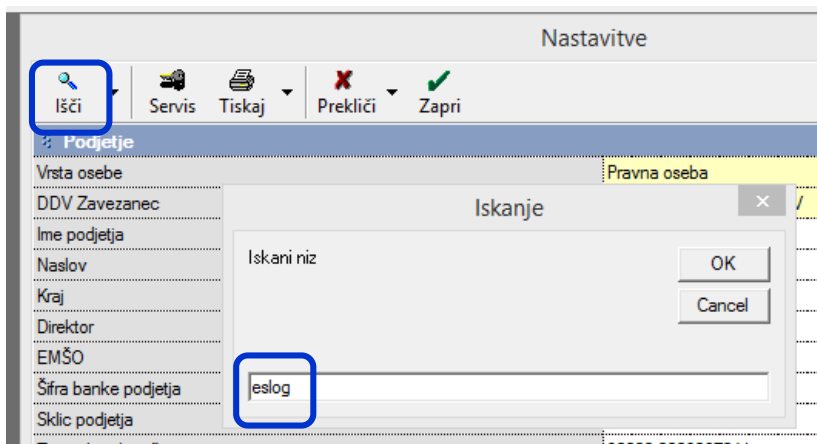 Nastavitve
Išči Servis Tiskaj Prekliči Zapri
Podjetje
Vrsta osebe Pravna oseba
DDV Zavezanec
Iskanje
Ime podjetja
Iskani niz
OK
Naslov
Kraj
Cancel
Direktor
EMŠO
Šifra banke podjetja
eslog
Sklic podjetja